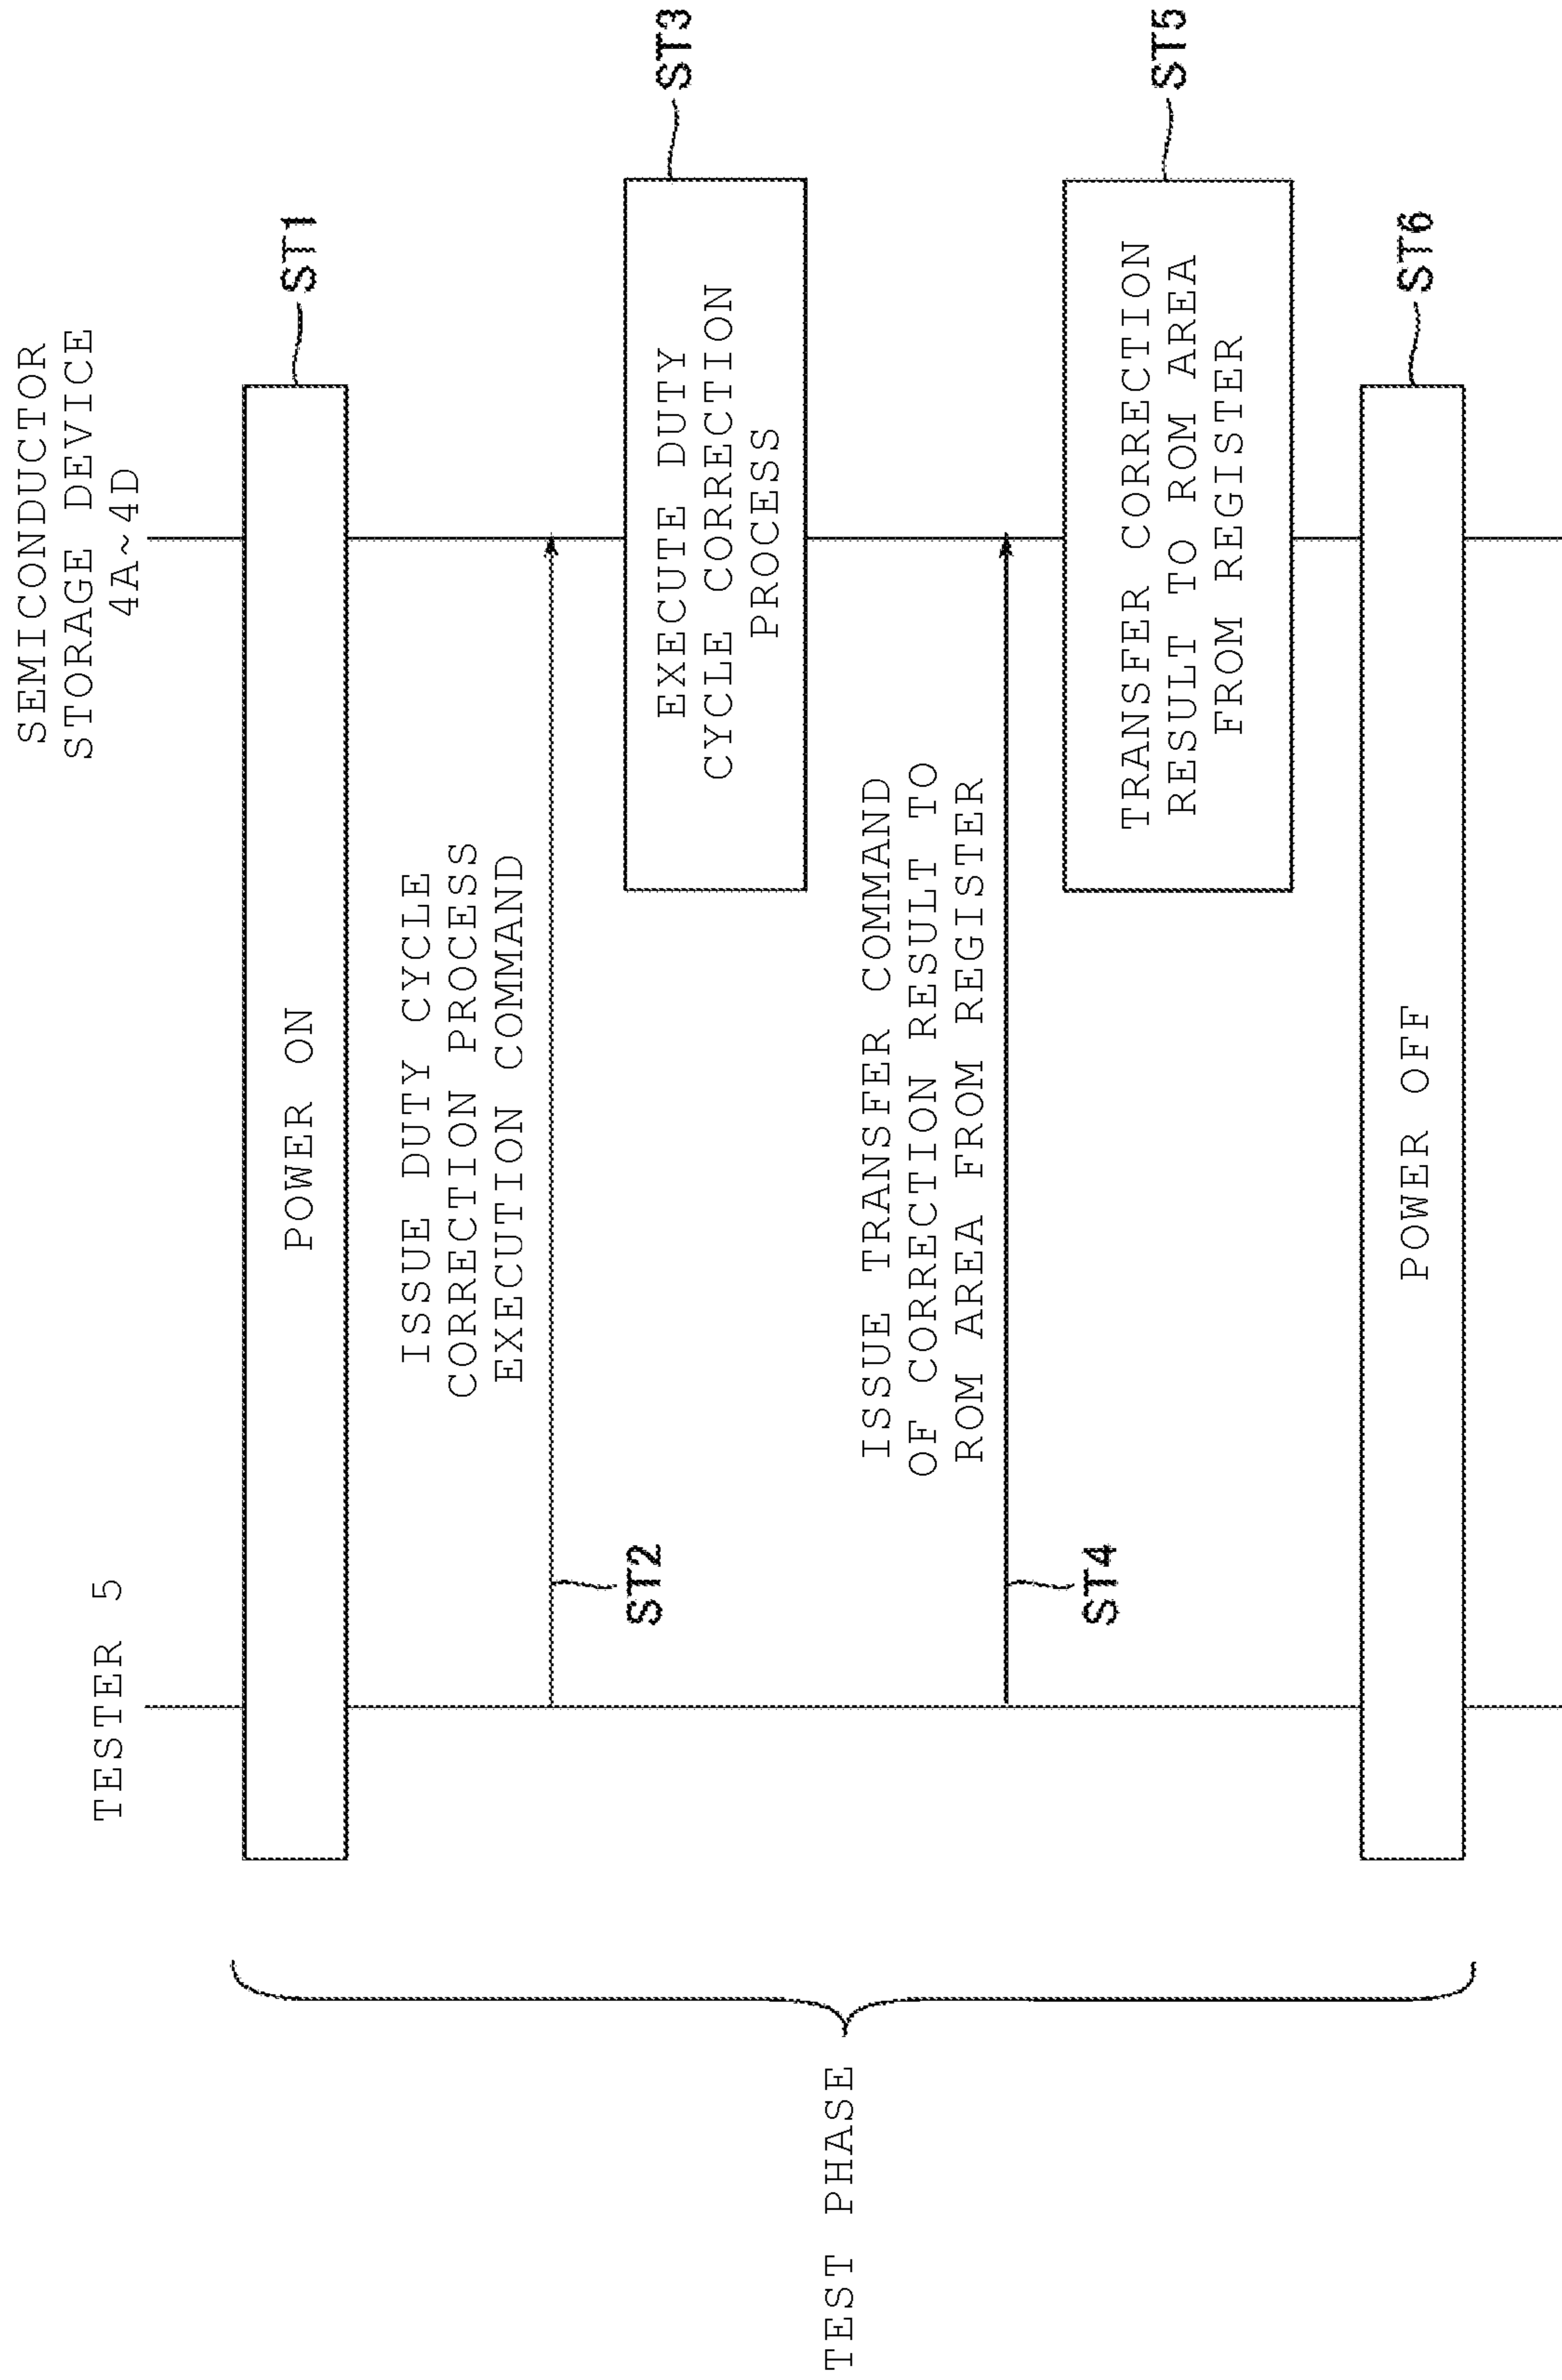 TEST PHASE
TESTER 5
SEMICONDUCTOR
STORAGE DEVICE
4A~4D
POWER ON
ST1
ISSUE DUTY CYCLE
CORRECTION PROCESS
EXECUTION COMMAND
ST2
EXECUTE DUTY
CYCLE CORRECTION
PROCESS
ST3
ISSUE TRANSFER COMMAND
OF CORRECTION RESULT TO
ROM AREA FROM REGISTER
ST4
TRANSFER CORRECTION
RESULT TO ROM AREA
FROM REGISTER
ST5
POWER OFF
ST6